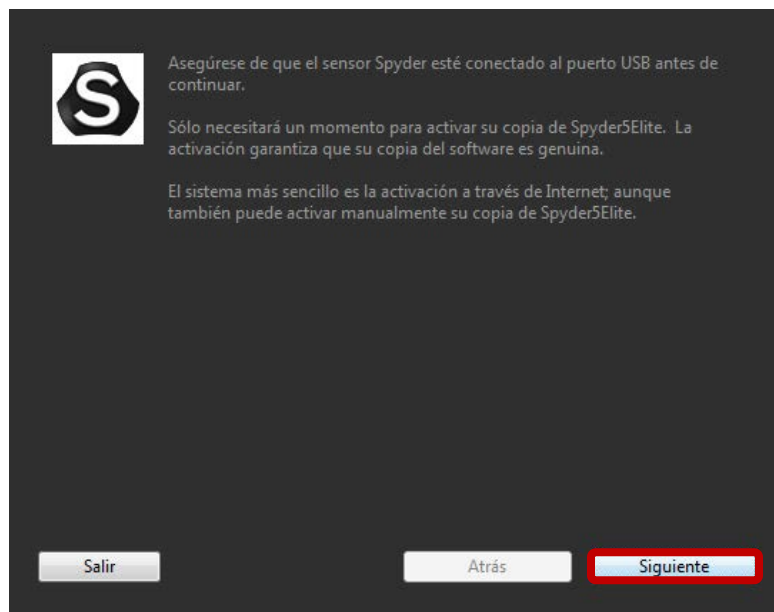 S
Asegúrese de que el sensor Spyder esté conectado al puerto USB antes de
continuar.
Sólo necesitará un momento para activar su copia de Spyder5Elite. La
activación garantiza que su copia del software es genuina.
El sistema más sencillo es la activación a través de Internet; aunque
también puede activar manualmente su copia de Spyder5Elite.
Salir
Atrás
Siguiente